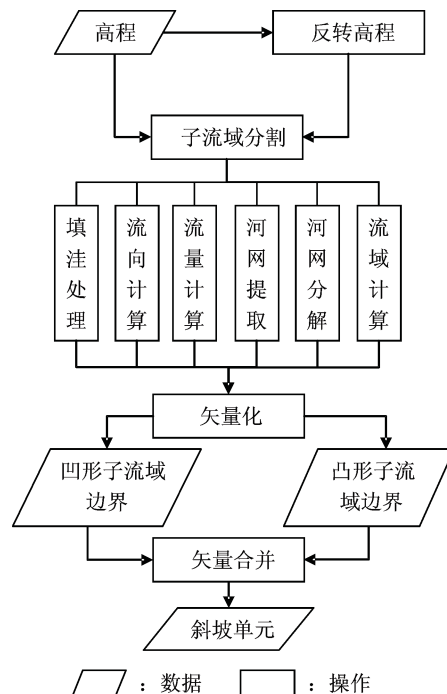 高程
反转高程
子流域分割
填洼处理
流向计算
流量计算
河网提取
河网分解
流域计算
矢量化
凹形子流域
边界
凸形子流
域边界
矢量合并
斜坡单元
：数据
：操作